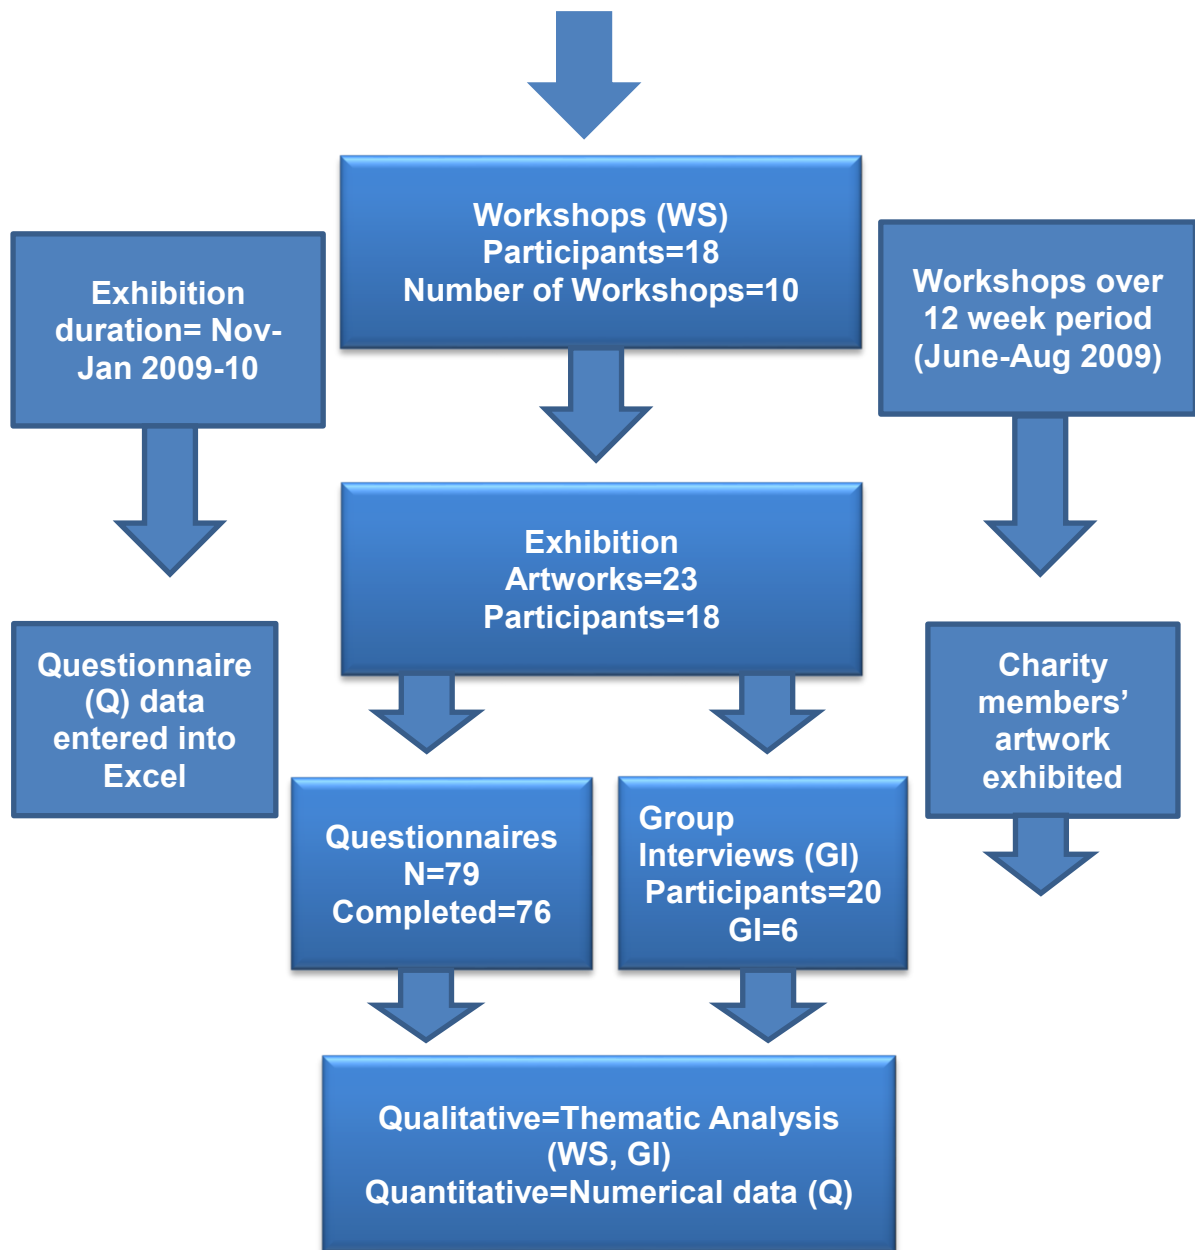 Workshops (WS)
Participants=18
Number of Workshops=10
Exhibition
duration= Nov-
Jan 2009-10
Workshops over
12 week period
(June-Aug 2009)
Exhibition
Artworks=23
Participants=18
Questionnaire
(Q) data
entered into
Excel
Charity
members’
artwork
exhibited
Questionnaires
N=79
Completed=76
Group
Interviews (GI)
Participants=20
GI=6
Qualitative=Thematic Analysis
(WS, GI)
Quantitative=Numerical data (Q)